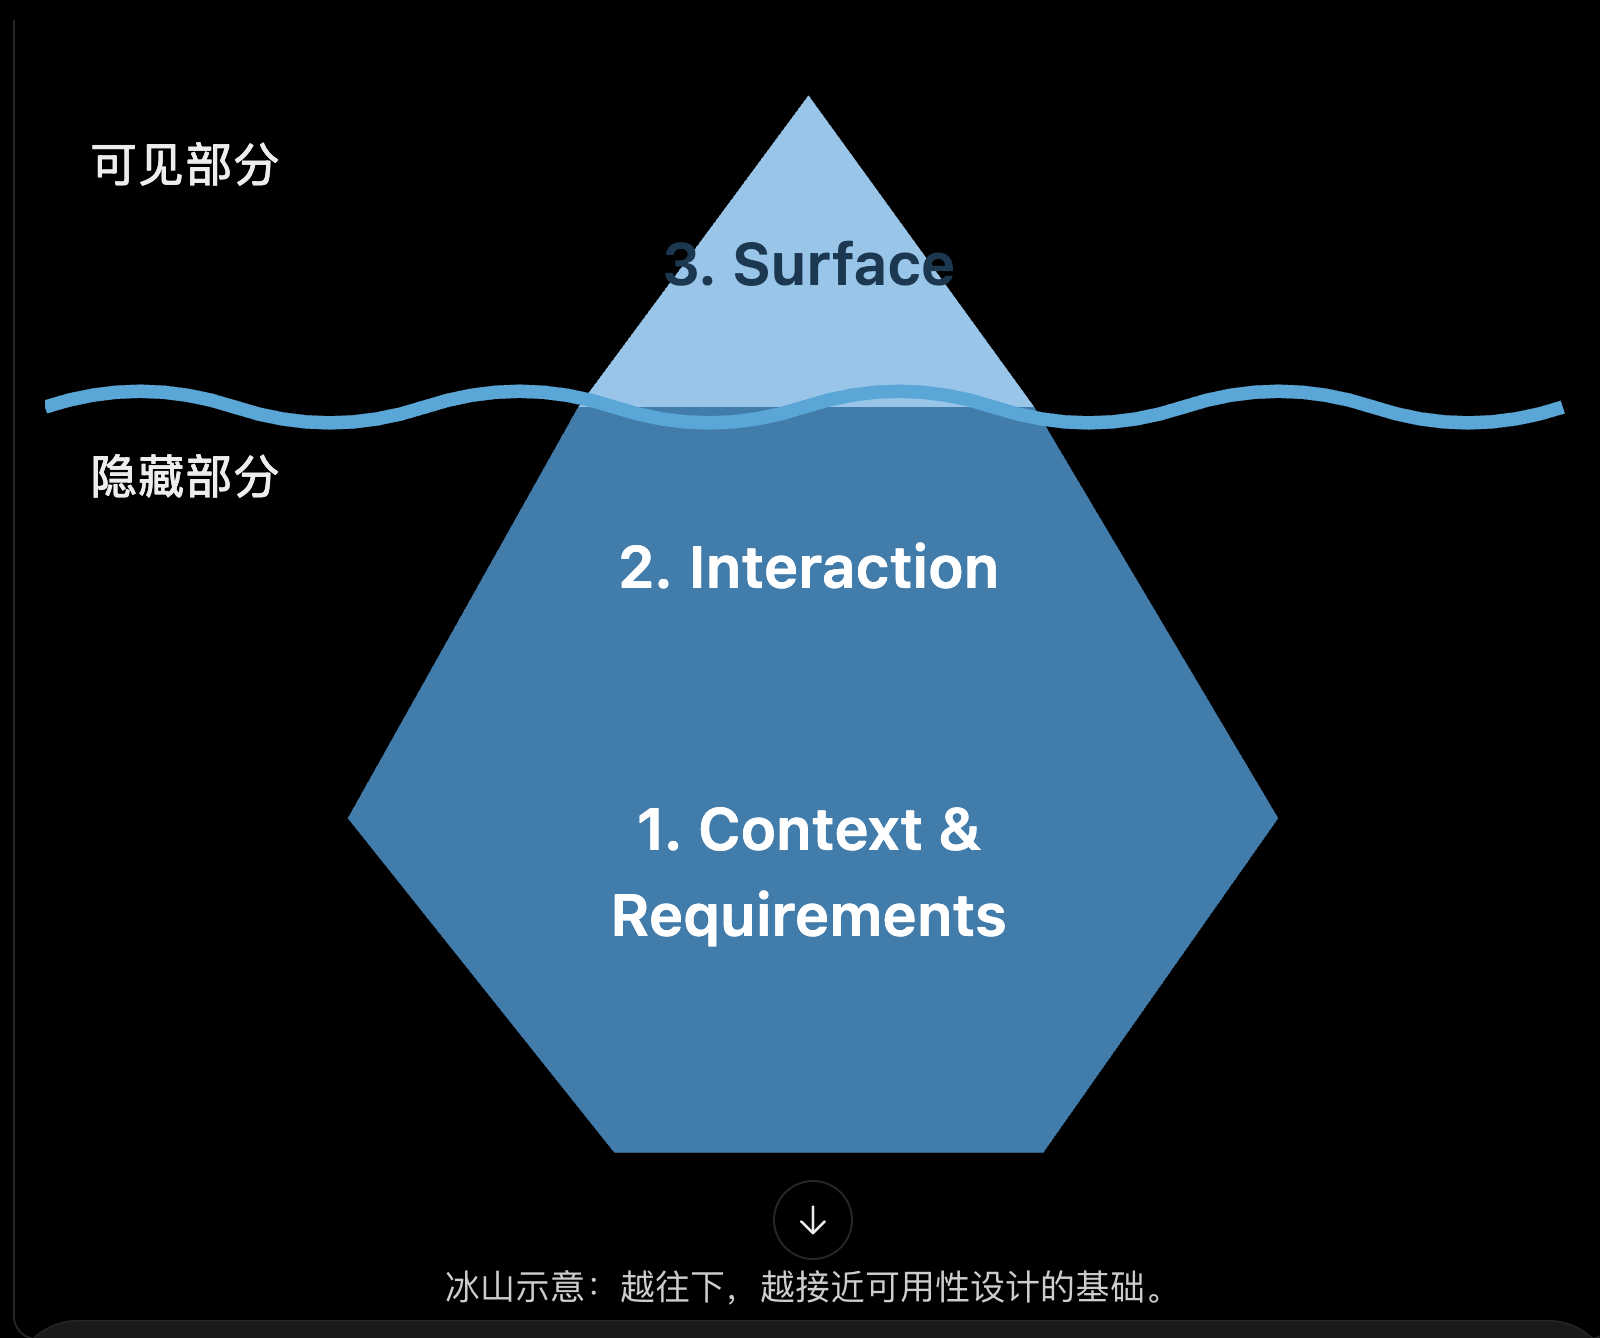 可见部分
3. Surface
隐藏部分
2. Interaction
1. Context &
Requirements
冰山示意：越往下，越接近可用性设计的基础。